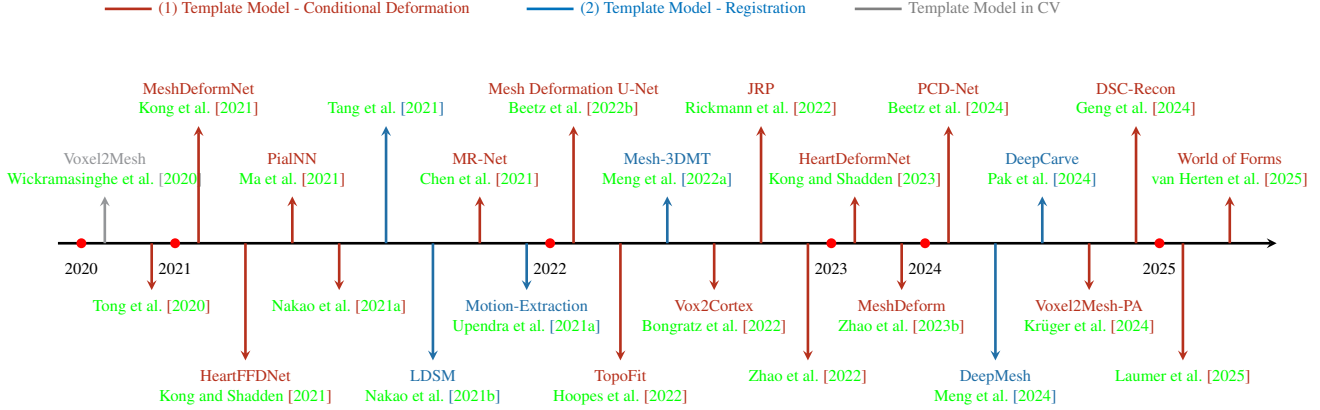 (1) Template Model - Conditional Deformation
(2) Template Model - Registration
Template Model in CV
MeshDeformNet
Kong et al. [2021]
Tang et al. [2021]
Mesh Deformation U-Net
Beetz et al. [2022b]
JRP
Rickmann et al. [2022]
PCD-Net
Beetz et al. [2024]
DSC-Recon
Geng et al. [2024]
Voxel2Mesh
Wickramasinghe et al. [2020]
PialNN
Ma et al. [2021]
MR-Net
Chen et al. [2021]
Mesh-3DMT
Meng et al. [2022a]
HeartDeformNet
Kong and Shadden [2023]
DeepCarve
Pak et al. [2024]
World of Forms
van Herten et al. [2025]
2020
2021
2022
2023
2024
2025
Tong et al. [2020]
Nakao et al. [2021a]
Motion-Extraction
Upendra et al. [2021a]
Vox2Cortex
Bongratz et al. [2022]
MeshDeform
Zhao et al. [2023b]
Voxel2Mesh-PA
Krüger et al. [2024]
HeartFFDNet
Kong and Shadden [2021]
LDSM
Nakao et al. [2021b]
TopoFit
Hoopes et al. [2022]
Zhao et al. [2022]
DeepMesh
Meng et al. [2024]
Laumer et al. [2025]